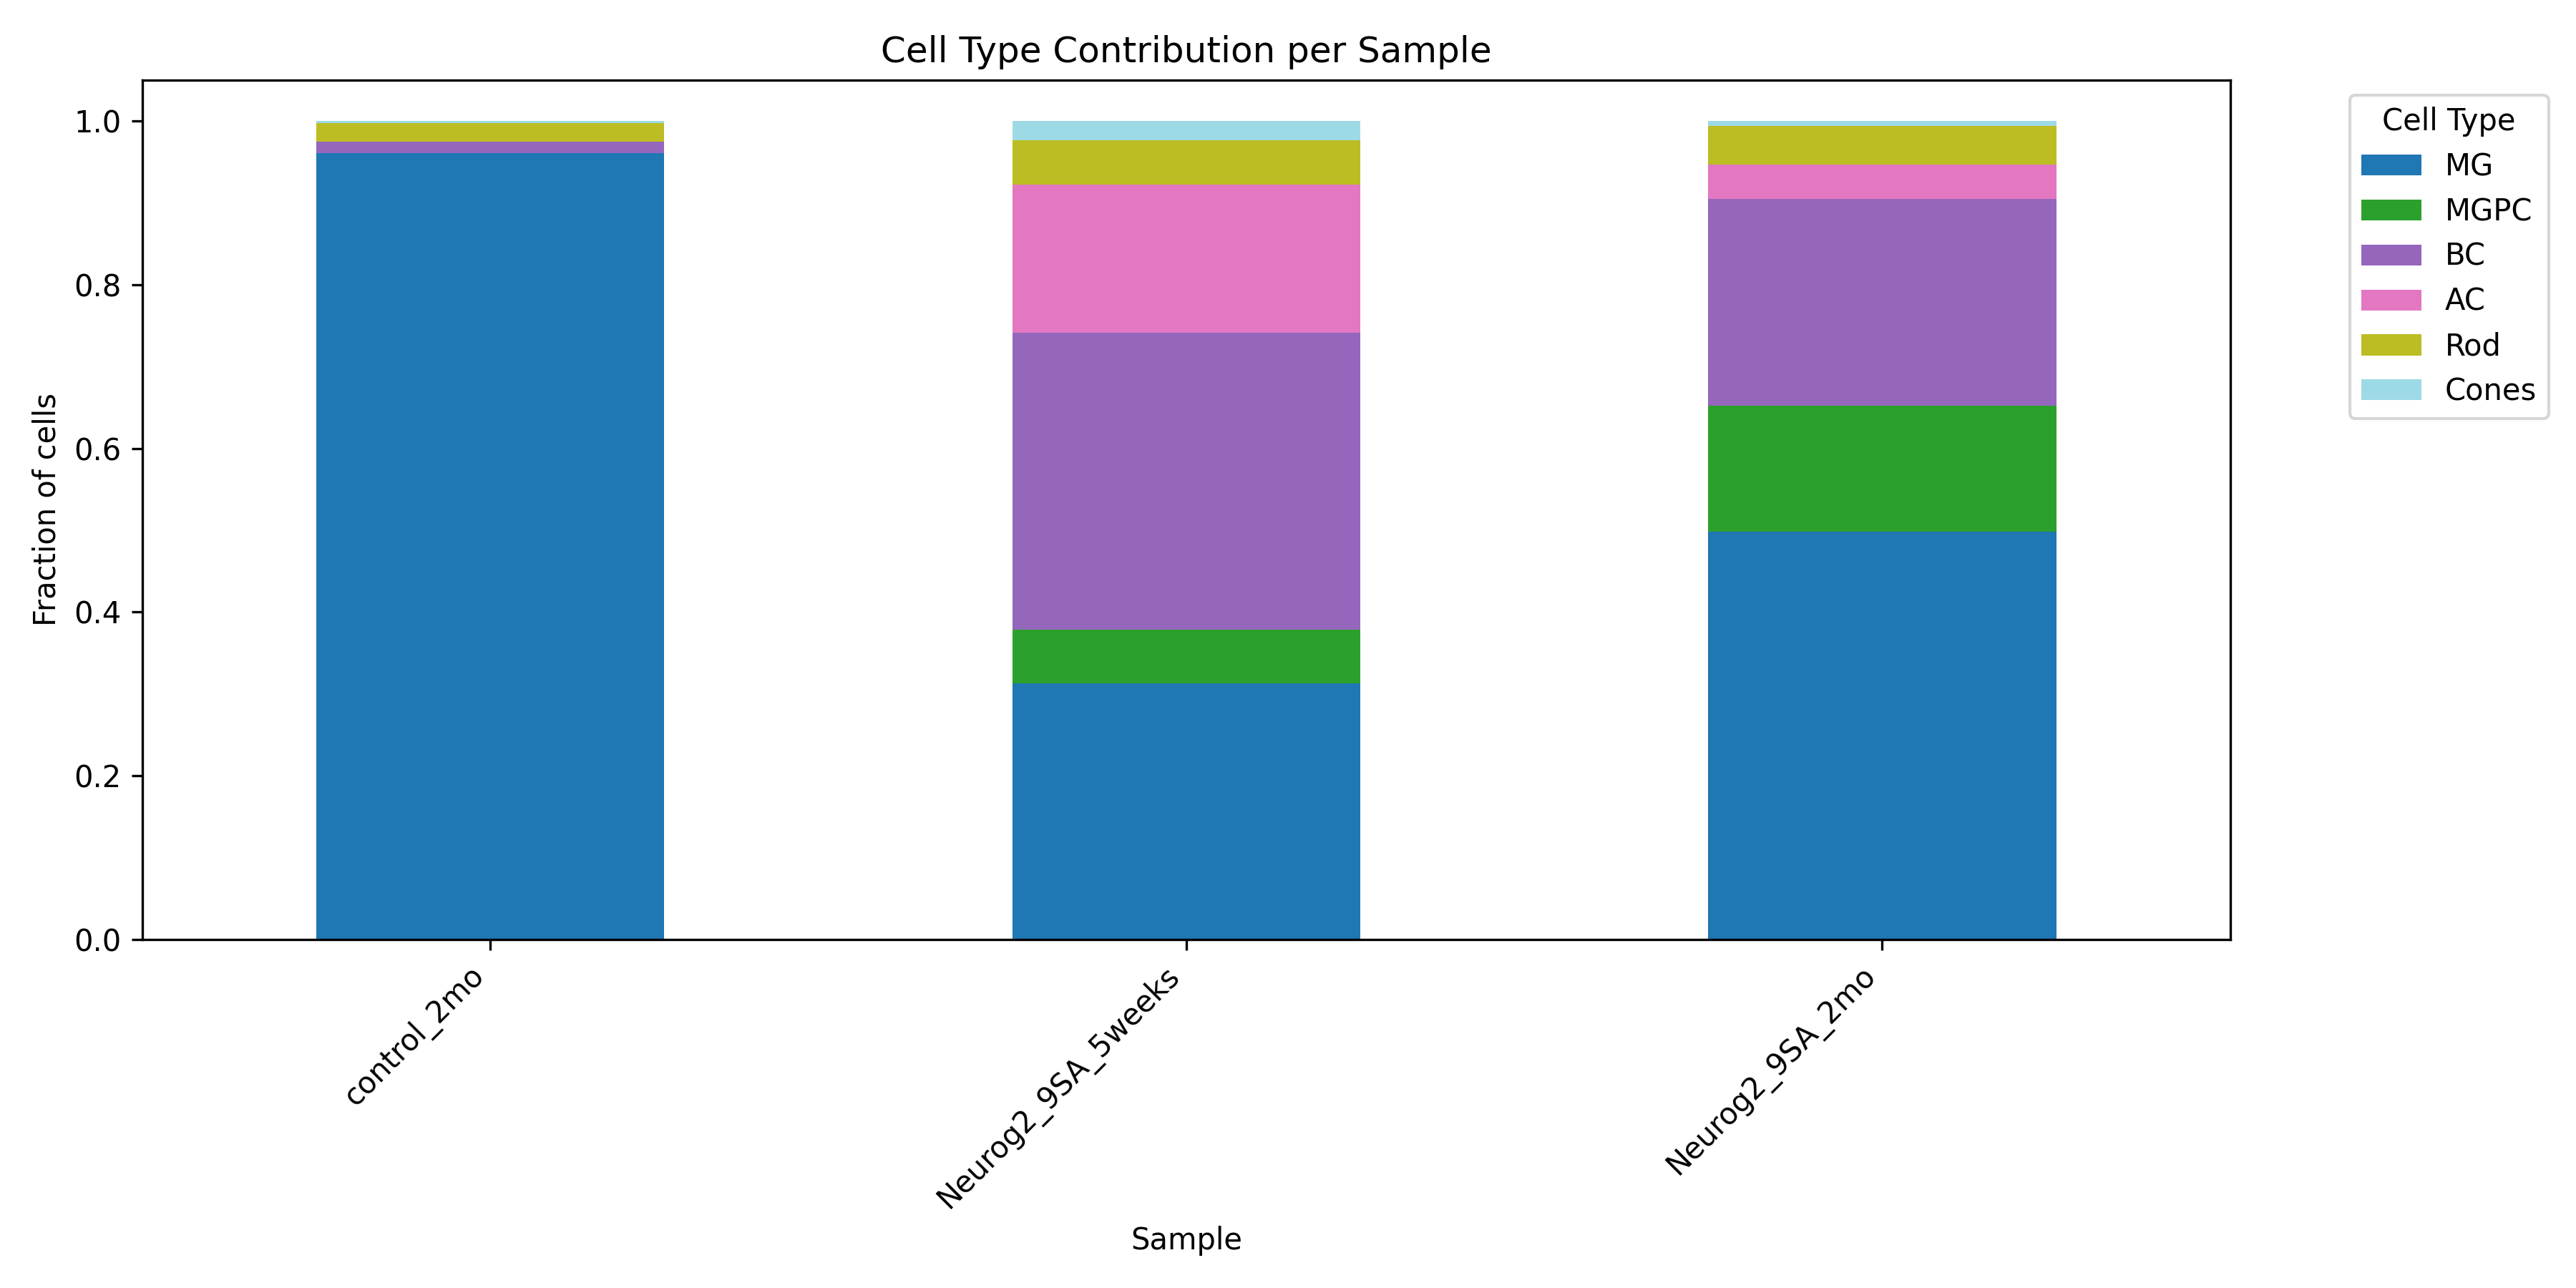 Cell Type Contribution per Sample
Fraction of cells
1.0
0.8
0.6
0.4
0.2
0.0
control_2mo
Neurog2_9SA_5weeks
Neurog2_9SA_2mo
Sample
Cell Type
MG
MGPC
BC
AC
Rod
Cones